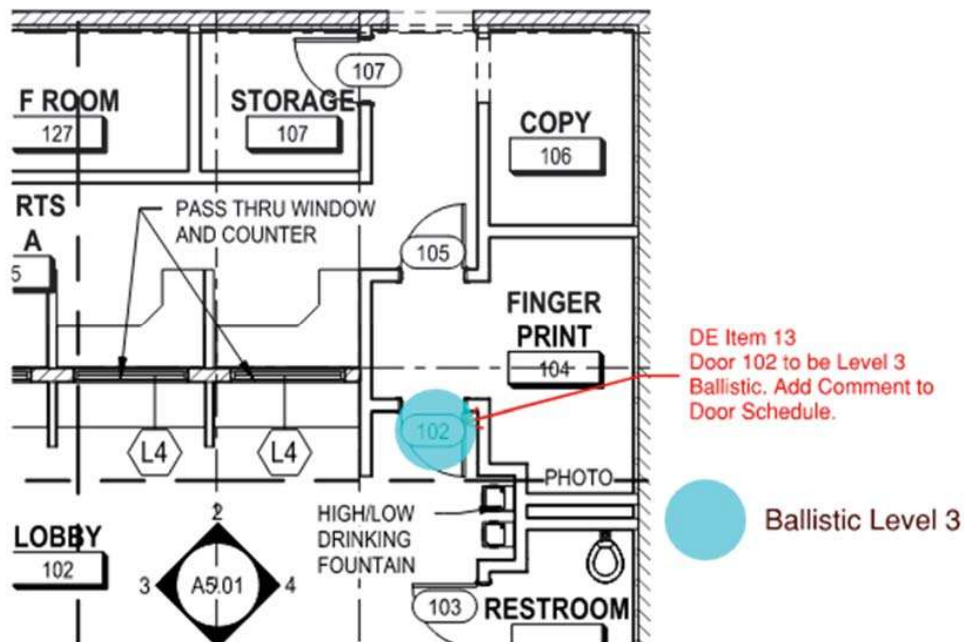 107
F ROOM
127
STORAGE
107
COPY
106
RTS
A
5
PASS THRU WINDOW
AND COUNTER
105
FINGER
PRINT
104
DE Item 13
Door 102 to be Level 3
Ballistic. Add Comment to
Door Schedule.
102
L4
L4
PHOTO
Ballistic Level 3
HIGH/LOW
DRINKING
FOUNTAIN
LOBBY
102
2
3
A5.01
4
103
RESTROOM